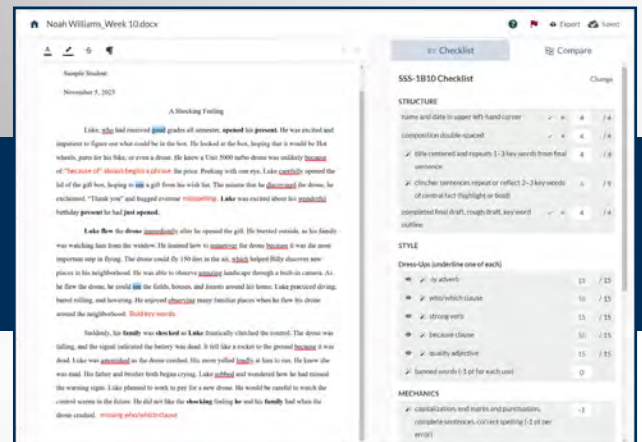 Noah Williams_Week 10.docx
Export
Saved
Checklist
Compare
Sample Student
November 5, 2023
A Shocking Feeling
Luke, who had received good grades all semester, opened his present. He was excited and
impatient to figure out what could be in the box. He looked at the box, hoping that it would be Hot
wheels, parts for his bike, or even a drone. He knew a Uni 5000 turbo drone was unlikely because
of "because of" always begins a phrase the price. Peeking with one eye, Luke carefully opened the
lid of the gift box, hoping to see a gift from his wish list. The minute that he discovered the drone, he
exclaimed, "Thank you" and hugged everone misspelling. Luke was excited about his wonderful
birthday present he had just opened.
Luke flew the drone immediately after he opened the gift. He bursted outside, as his family
was watching him from the window. He learned how to maneuver the drone because it was the most
important step in flying. The drone could fly 150 feet in the air, which helped Billy discover new
places in his neighborhood. He was able to observe amazing landscape through a built-in camera. As
he flew the drone, he could see the fields, houses, and forests around his home. Luke practiced diving,
barrel rolling, and hovering. He enjoyed observing many familiar places when he flew his drone
around the neighborhood. Bold key words.
Suddenly, his family was shocked as Luke frantically clutched the control. The drone was
falling, and the signal indicated the battery was dead. It fell like a rocket to the ground because it was
dead. Luke was astonished as the drone crashed. His mom yelled loudly at him to run. He knew she
was mad. His father and brother both began crying. Luke sobbed and wondered how he had missed
the warning signs. Luke planned to work to pay for a new drone. He would be careful to watch the
control screen in the future. He did not like the shocking feeling he and his family had when the
drone crashed. missing who/which clause
SSS-1B10 Checklist
Change
STRUCTURE
name and date in upper left-hand corner 4 / 4
composition double-spaced 4 / 4
title centered and repeats 1–3 key words from final 4 / 4
sentence
clincher sentences repeat or reflect 2–3 key words
of central fact (highlight or bold)
completed final draft, rough draft, key word 4 / 4
outline
STYLE
Dress-Ups (underline one of each)
-ly adverb 15 / 15
who/which clause 10 / 15
strong verb 15 / 15
because clause 10 / 15
quality adjective 15 / 15
banned words (-1 pt for each use) 0
MECHANICS
capitalization, end marks and punctuation, -1
complete sentences, correct spelling (-1 pt per
error)